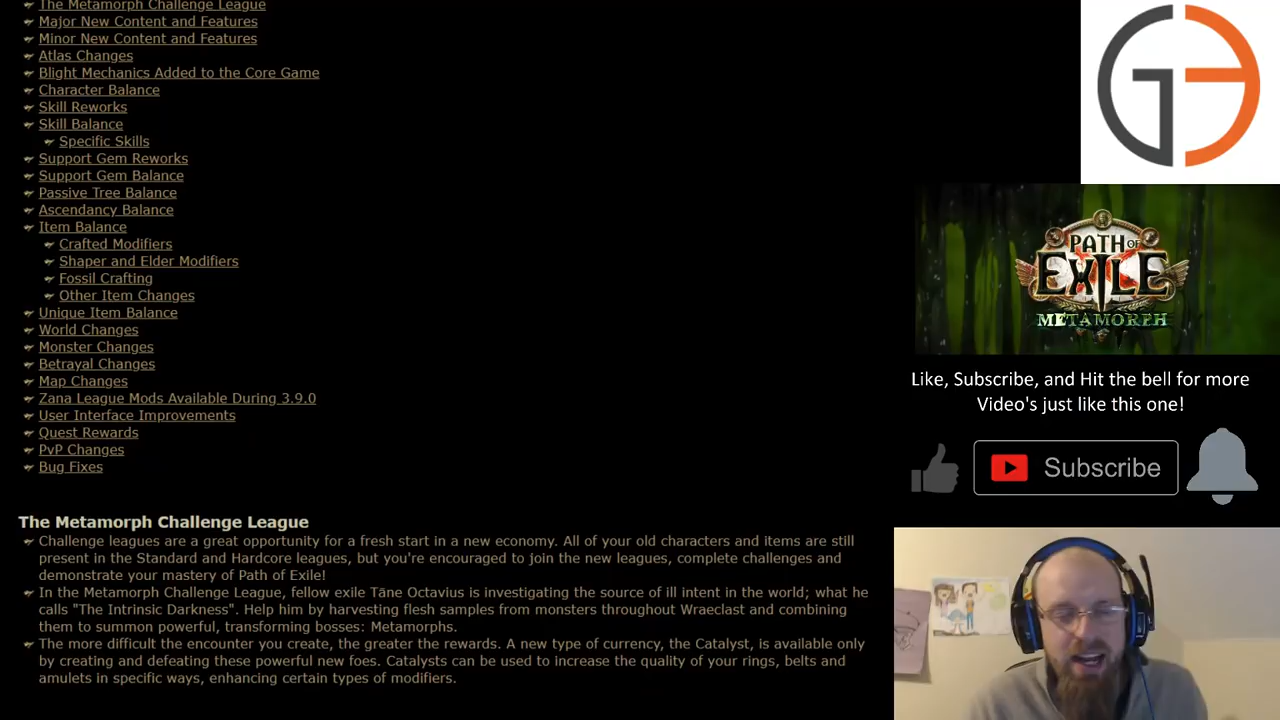 The Metamorph Challenge League
Major New Content and Features
Minor New Content and Features
Atlas Changes
Blight Mechanics Added to the Core Game
Character Balance
Skill Reworks
Skill Balance
Specific Skills
Support Gem Reworks
Support Gem Balance
Passive Tree Balance
Ascendancy Balance
Item Balance
Crafted Modifiers
Shaper and Elder Modifiers
Fossil Crafting
Other Item Changes
Unique Item Balance
World Changes
Monster Changes
Betrayal Changes
Map Changes
Zana League Mods Available During 3.9.0
User Interface Improvements
Quest Rewards
PvP Changes
Bug Fixes
The Metamorph Challenge League
Challenge leagues are a great opportunity for a fresh start in a new economy. All of your old characters and items are still
present in the Standard and Hardcore leagues, but you're encouraged to join the new leagues, complete challenges and
demonstrate your mastery of Path of Exile!
In the Metamorph Challenge League, fellow exile Tāne Octavius is investigating the source of ill intent in the world; what he
calls "The Intrinsic Darkness". Help him by harvesting flesh samples from monsters throughout Wraeclast and combining
them to summon powerful, transforming bosses: Metamorphs.
The more difficult the encounter you create, the greater the rewards. A new type of currency, the Catalyst, is available only
by creating and defeating these powerful new foes. Catalysts can be used to increase the quality of your rings, belts and
amulets in specific ways, enhancing certain types of modifiers.
PATH OF
EXILE
METAMORPH
Like, Subscribe, and Hit the bell for more
Video's just like this one!
Subscribe